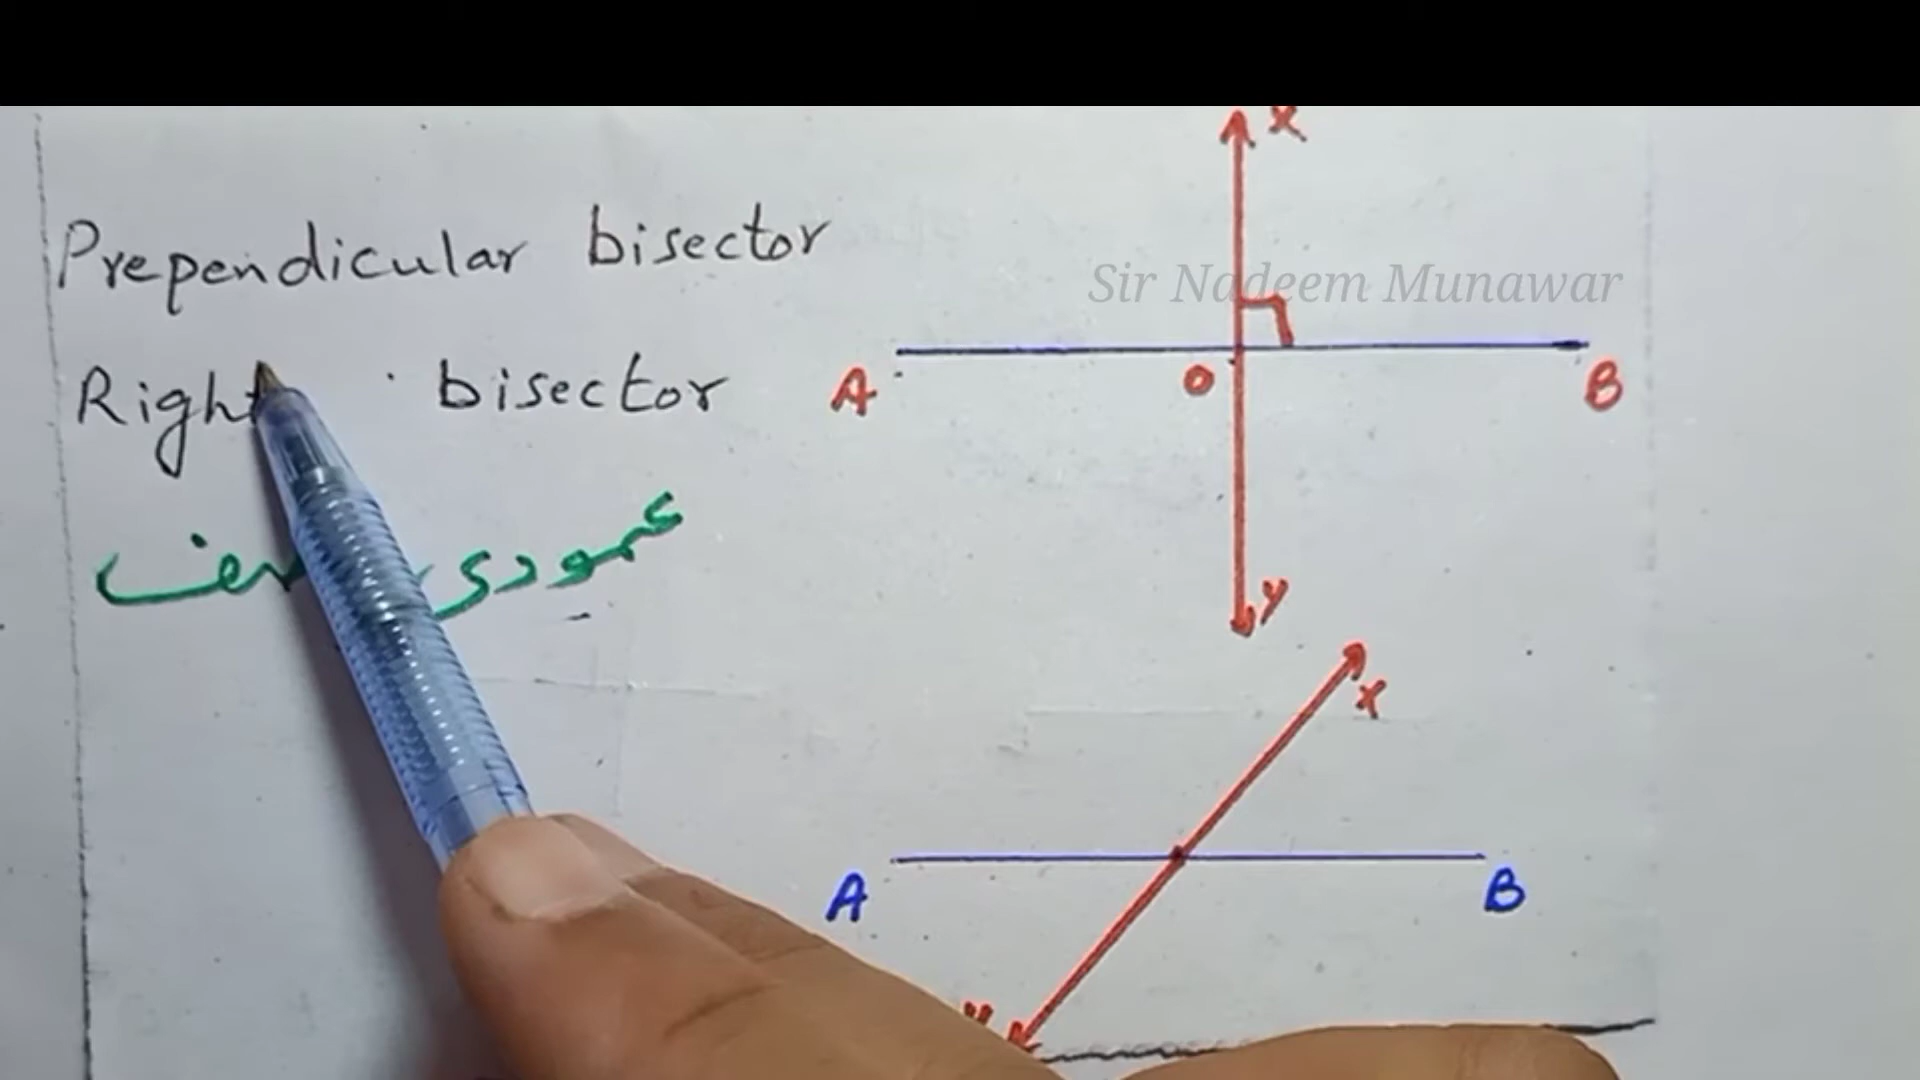 Prependicular bisector
Right bisector
عمودی
X
Sir Nadeem Munawar
A
O
B
y
X
A
B
y